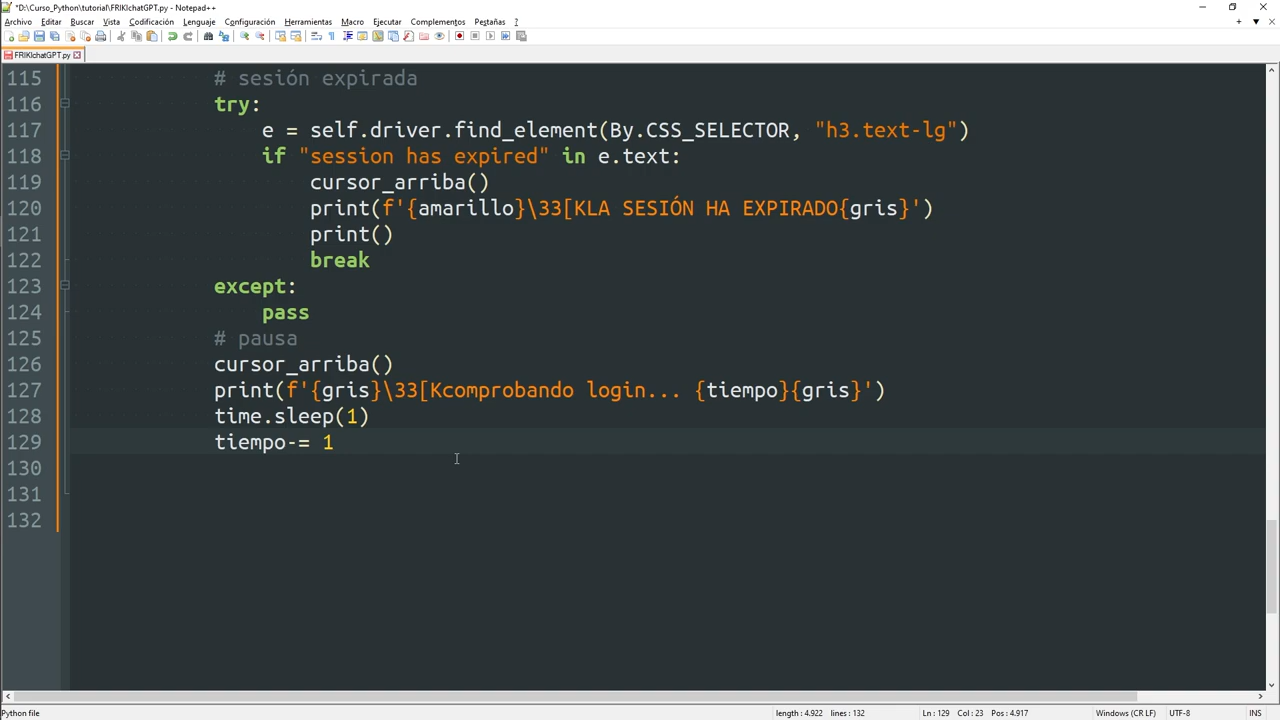 *D:\Curso_Python\tutorial\FRIKIchatGPT.py - Notepad++
Archivo Editar Buscar Vista Codificación Lenguaje Configuración Herramientas Macro Ejecutar Complementos Pestañas ?
FRIKIchatGPT.py
115 # sesión expirada
116 try:
117 e = self.driver.find_element(By.CSS_SELECTOR, "h3.text-lg")
118 if "session has expired" in e.text:
119 cursor_arriba()
120 print(f'{amarillo}\33[KLA SESIÓN HA EXPIRADO{gris}')
121 print()
122 break
123 except:
124 pass
125 # pausa
126 cursor_arriba()
127 print(f'{gris}\33[Kcomprobando login... {tiempo}{gris}')
128 time.sleep(1)
129 tiempo-= 1
130
131
132
Python file length : 4.922 lines : 132 Ln : 129 Col : 23 Pos : 4.917 Windows (CR LF) UTF-8 INS